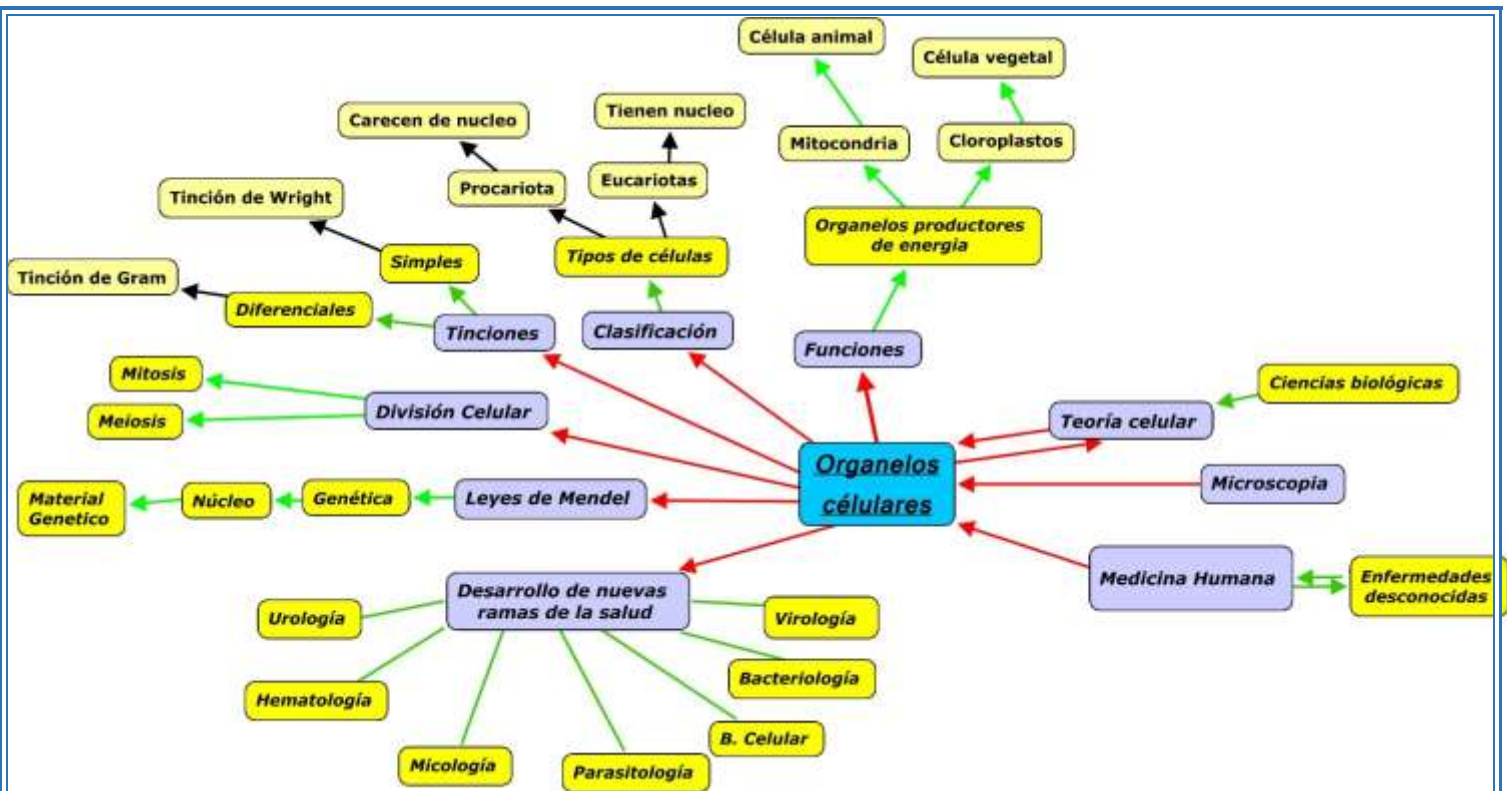 Célula animal
Célula vegetal
Carecen de nucleo
Tienen nucleo
Mitocondria
Cloroplastos
Tinción de Wright
Procariota
Eucariotas
Organelos productores
de energia
Simples
Tipos de células
Tinción de Gram
Diferenciales
Tinciones
Clasificación
Funciones
Mitosis
Meiosis
División Celular
Ciencias biológicas
Teoría celular
Organelos
célulares
Microscopia
Material
Genetico
Núcleo
Genética
Leyes de Mendel
Medicina Humana
Enfermedades
desconocidas
Desarrollo de nuevas
ramas de la salud
Urología
Virología
Hematología
Bacteriología
Micología
B. Celular
Parasitología